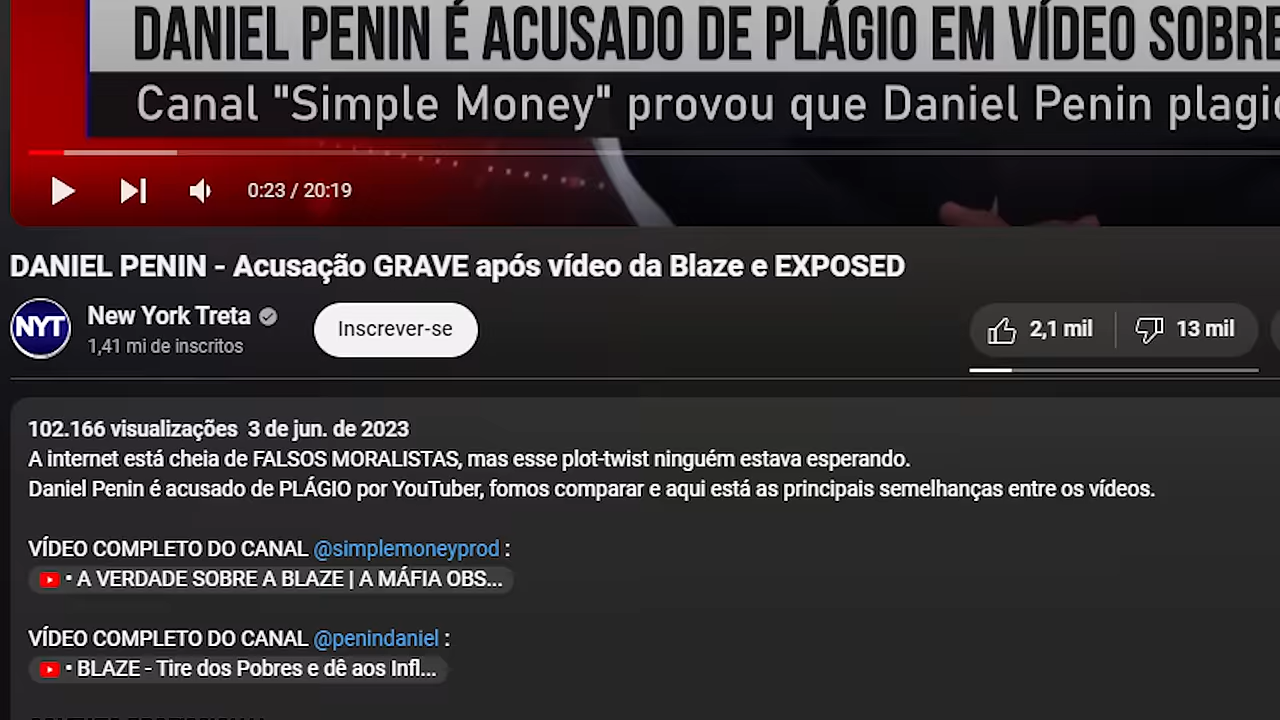 DANIEL PENIN É ACUSADO DE PLÁGIO EM VÍDEO SOBRE
Canal "Simple Money" provou que Daniel Penin plagio
0:23 / 20:19
DANIEL PENIN - Acusação GRAVE após vídeo da Blaze e EXPOSED
NYT New York Treta
1,41 mi de inscritos
Inscrever-se
2,1 mil
13 mil
102.166 visualizações 3 de jun. de 2023
A internet está cheia de FALSOS MORALISTAS, mas esse plot-twist ninguém estava esperando.
Daniel Penin é acusado de PLÁGIO por YouTuber, fomos comparar e aqui está as principais semelhanças entre os vídeos.
VÍDEO COMPLETO DO CANAL @simplemoneyprod :
• A VERDADE SOBRE A BLAZE | A MÁFIA OBS...
VÍDEO COMPLETO DO CANAL @penindaniel :
• BLAZE - Tire dos Pobres e dê aos Infl...